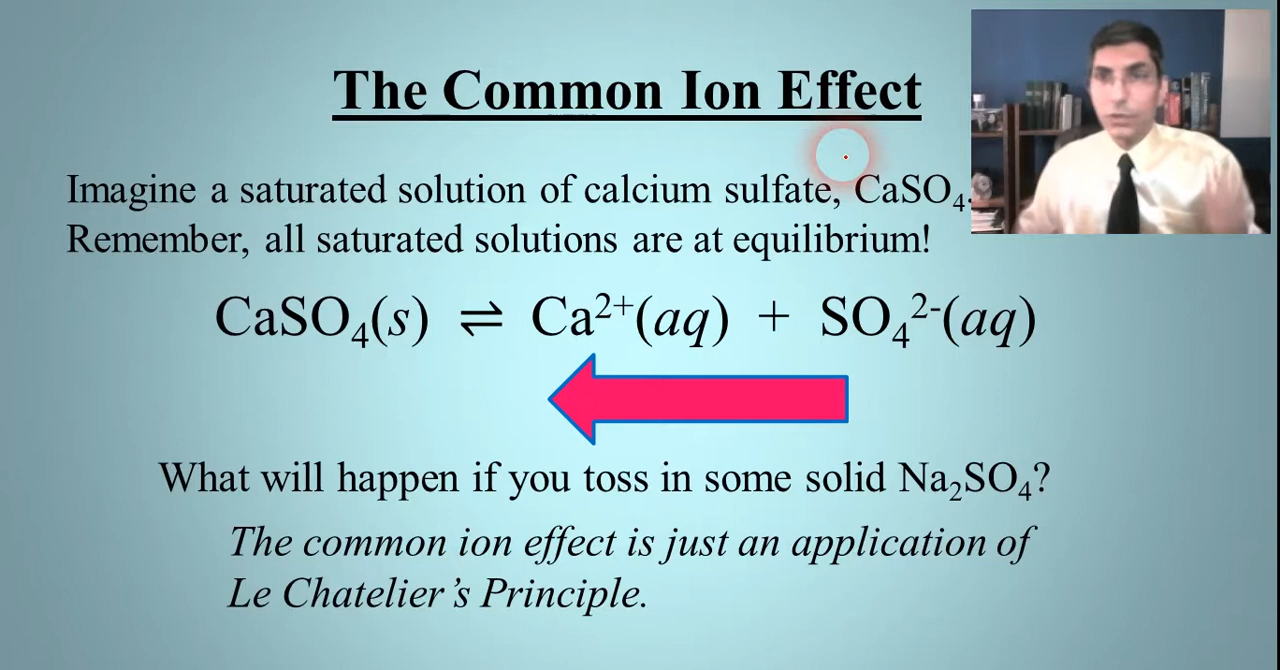 The Common Ion Effect
Imagine a saturated solution of calcium sulfate, CaSO₄.
Remember, all saturated solutions are at equilibrium!
CaSO₄(s) ⇌ Ca²⁺(aq) + SO₄²⁻(aq)
What will happen if you toss in some solid Na₂SO₄?
The common ion effect is just an application of
Le Chatelier's Principle.